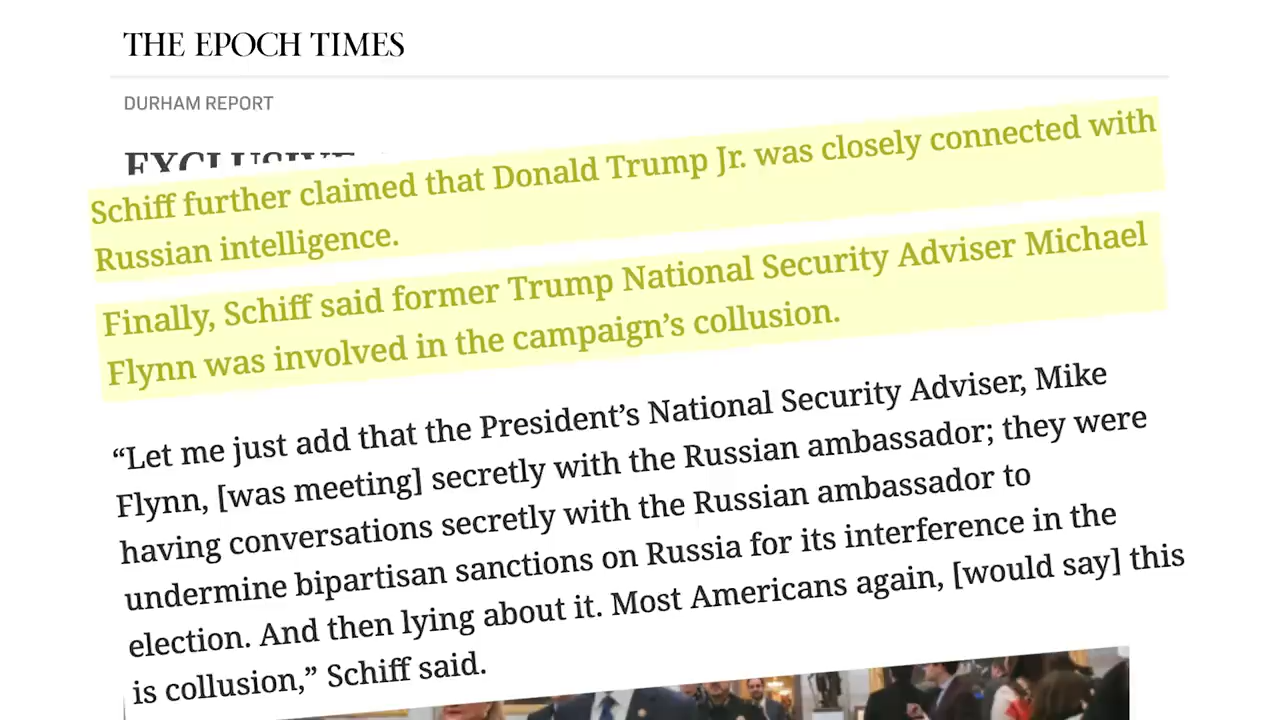 THE EPOCH TIMES
DURHAM REPORT
EXCLUSIVE
Schiff further claimed that Donald Trump Jr. was closely connected with
Russian intelligence.
Finally, Schiff said former Trump National Security Adviser Michael
Flynn was involved in the campaign’s collusion.
“Let me just add that the President’s National Security Adviser, Mike
Flynn, [was meeting] secretly with the Russian ambassador; they were
having conversations secretly with the Russian ambassador to
undermine bipartisan sanctions on Russia for its interference in the
election. And then lying about it. Most Americans again, [would say] this
is collusion,” Schiff said.